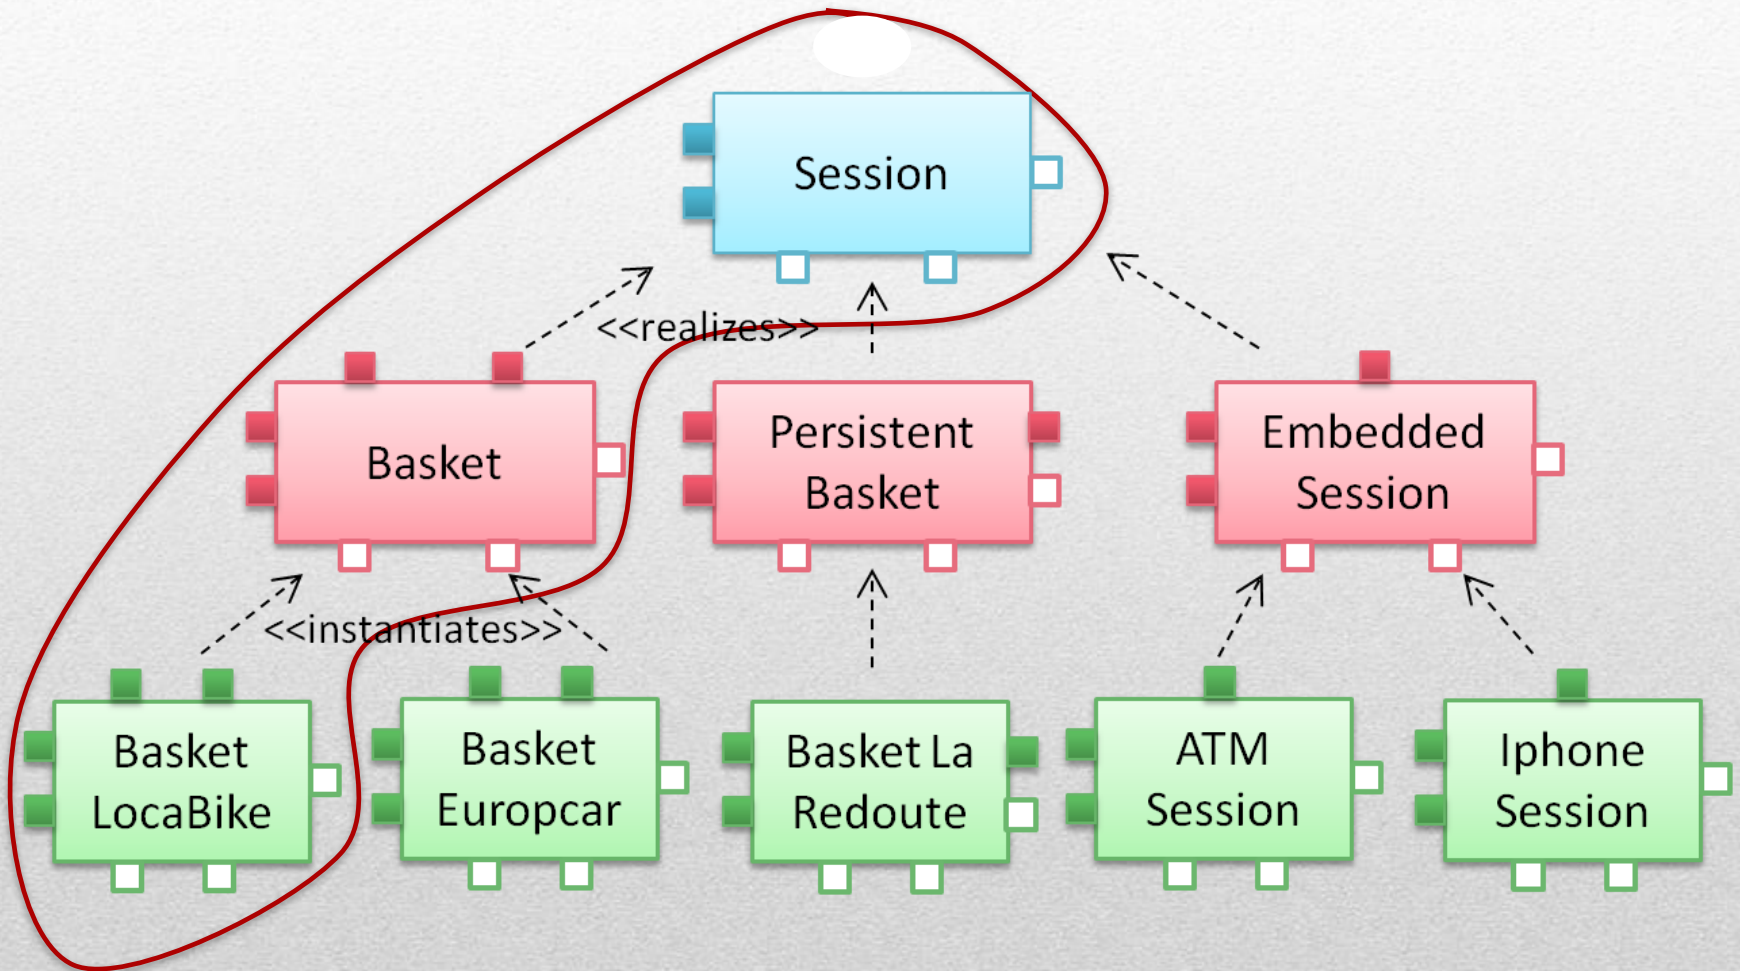 Session
<<realizes>>
Basket
Persistent
Basket
Embedded
Session
<<instantiates>>
Basket
LocaBike
Basket
Europcar
Basket La
Redoute
ATM
Session
Iphone
Session